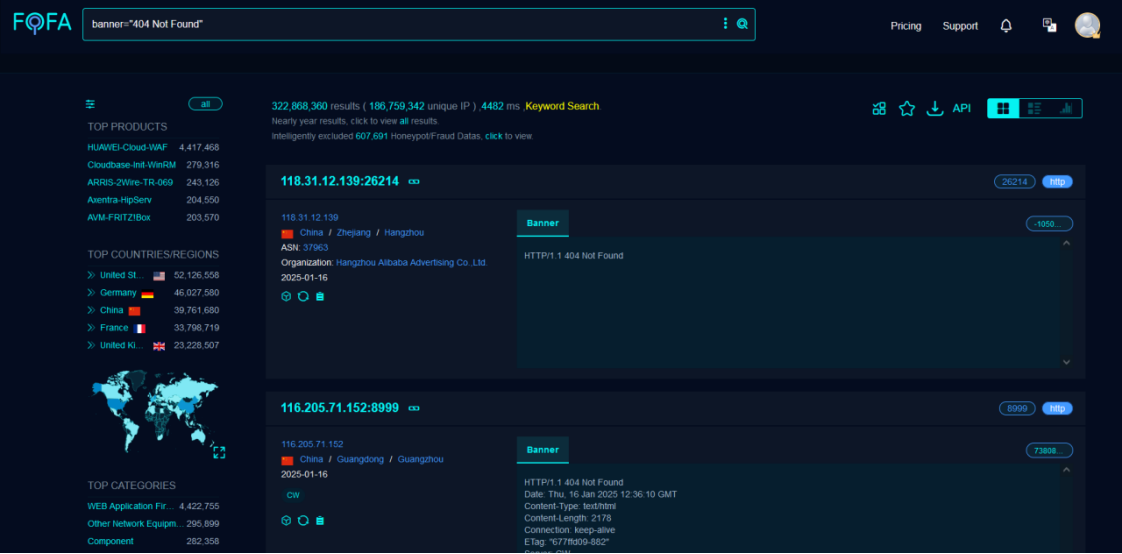 FOFA
banner="404 Not Found"
Pricing
Support
all
322,868,360 results ( 186,759,342 unique IP ) ,4482 ms ,Keyword Search.
Nearly year results, click to view all results.
Intelligently excluded 607,691 Honeypot/Fraud Datas, click to view.
API
TOP PRODUCTS
HUAWEI-Cloud-WAF 4,417,468
Cloudbase-Init-WinRM 279,316
ARRIS-2Wire-TR-069 243,126
Axentra-HipServ 204,550
AVM-FRITZ!Box 203,570
TOP COUNTRIES/REGIONS
United St... 52,126,558
Germany 46,027,580
China 39,761,680
France 33,798,719
United Ki... 23,228,507
TOP CATEGORIES
WEB Application Fir... 4,422,755
Other Network Equipm... 295,899
Component 282,358
118.31.12.139:26214
26214 http
118.31.12.139
China / Zhejiang / Hangzhou
ASN: 37963
Organization: Hangzhou Alibaba Advertising Co.,Ltd.
2025-01-16
Banner
-1050...
HTTP/1.1 404 Not Found
116.205.71.152:8999
8999 http
116.205.71.152
China / Guangdong / Guangzhou
2025-01-16
CW
Banner
73808...
HTTP/1.1 404 Not Found
Date: Thu, 16 Jan 2025 12:36:10 GMT
Content-Type: text/html
Content-Length: 2178
Connection: keep-alive
ETag: "677ffd09-882"
Server: CW